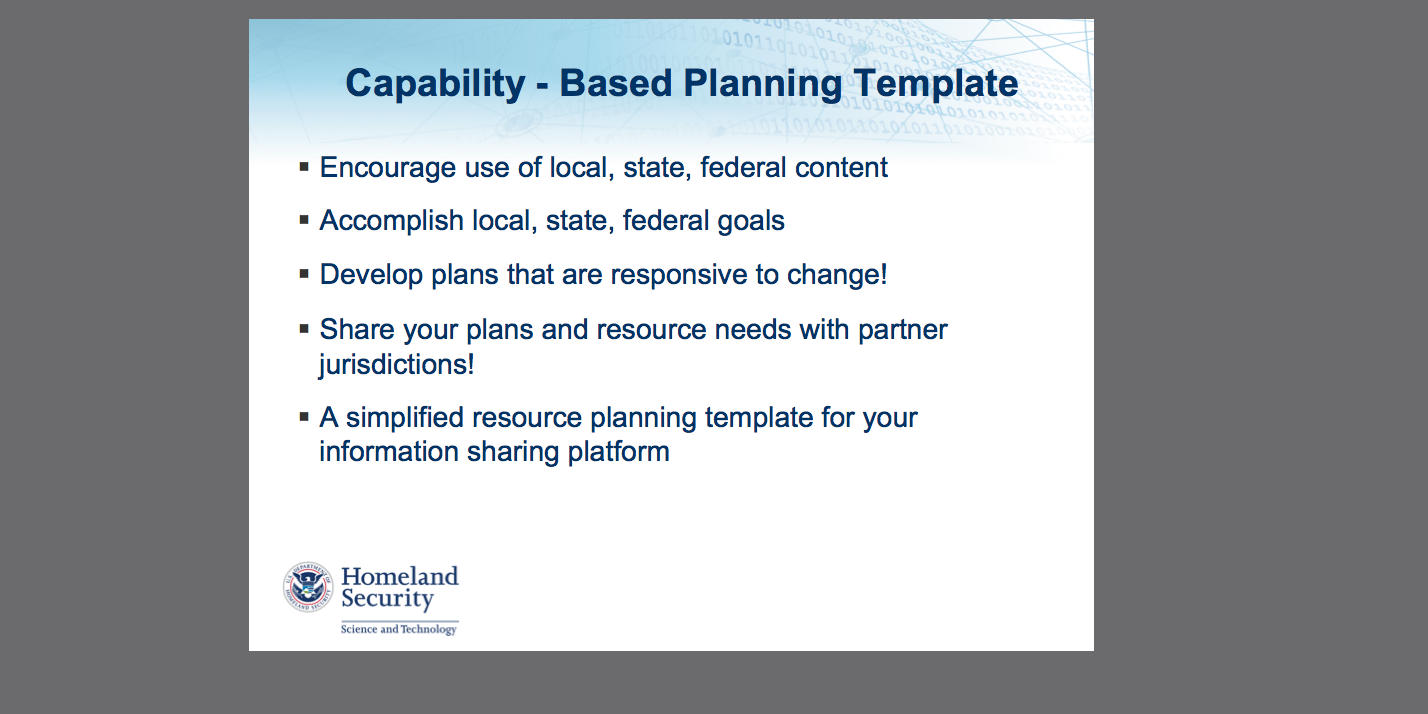 Capability - Based Planning Template
▪ Encourage use of local, state, federal content
▪ Accomplish local, state, federal goals
▪ Develop plans that are responsive to change!
▪ Share your plans and resource needs with partner
jurisdictions!
▪ A simplified resource planning template for your
information sharing platform
U.S. DEPARTMENT OF
HOMELAND SECURITY
Homeland
Security
Science and Technology